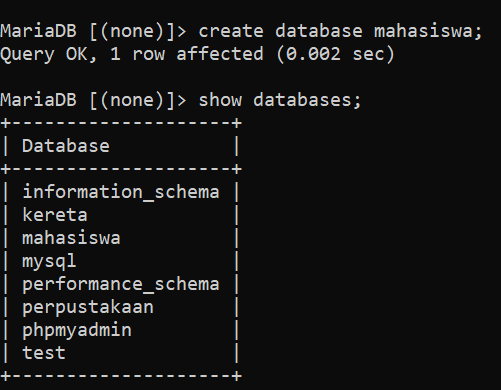 MariaDB [(none)]> create database mahasiswa;
Query OK, 1 row affected (0.002 sec)
MariaDB [(none)]> show databases;
+--------------------+
| Database           |
+--------------------+
| information_schema |
| kereta             |
| mahasiswa          |
| mysql              |
| performance_schema |
| perpustakaan       |
| phpmyadmin         |
| test               |
+--------------------+